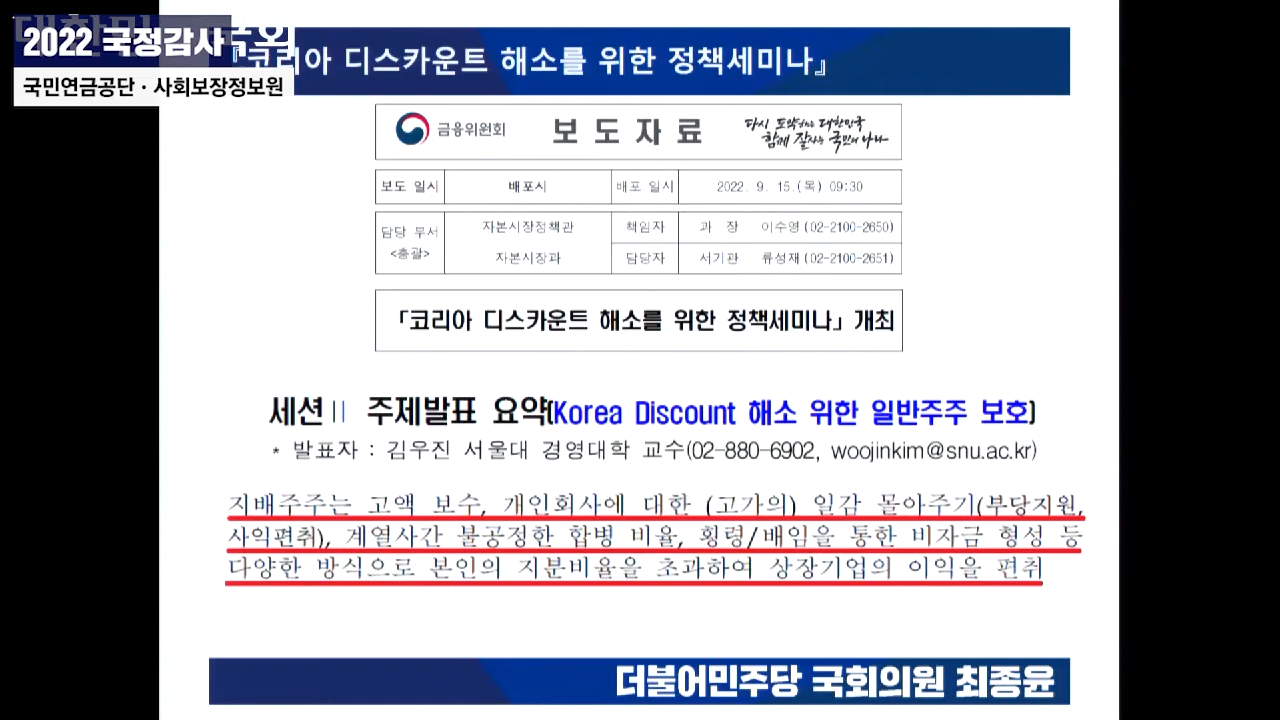 2022 국정감사
국민연금공단 · 사회보장정보원
『코리아 디스카운트 해소를 위한 정책세미나』
금융위원회
보도자료
다시 도약하는 대한민국
함께 잘사는 국민의 나라
보도 일시 배포시 배포 일시 2022. 9. 15.(목) 09:30
담당 부서 자본시장정책관 책임자 과 장 이수영 (02-2100-2650)
<총괄> 자본시장과 담당자 서기관 류성재 (02-2100-2651)
「코리아 디스카운트 해소를 위한 정책세미나」 개최
세션Ⅱ 주제발표 요약(Korea Discount 해소 위한 일반주주 보호)
* 발표자 : 김우진 서울대 경영대학 교수(02-880-6902, woojinkim@snu.ac.kr)
지배주주는 고액 보수, 개인회사에 대한 (고가의) 일감 몰아주기(부당지원,
사익편취), 계열사간 불공정한 합병 비율, 횡령/배임을 통한 비자금 형성 등
다양한 방식으로 본인의 지분비율을 초과하여 상장기업의 이익을 편취
더불어민주당 국회의원 최종윤